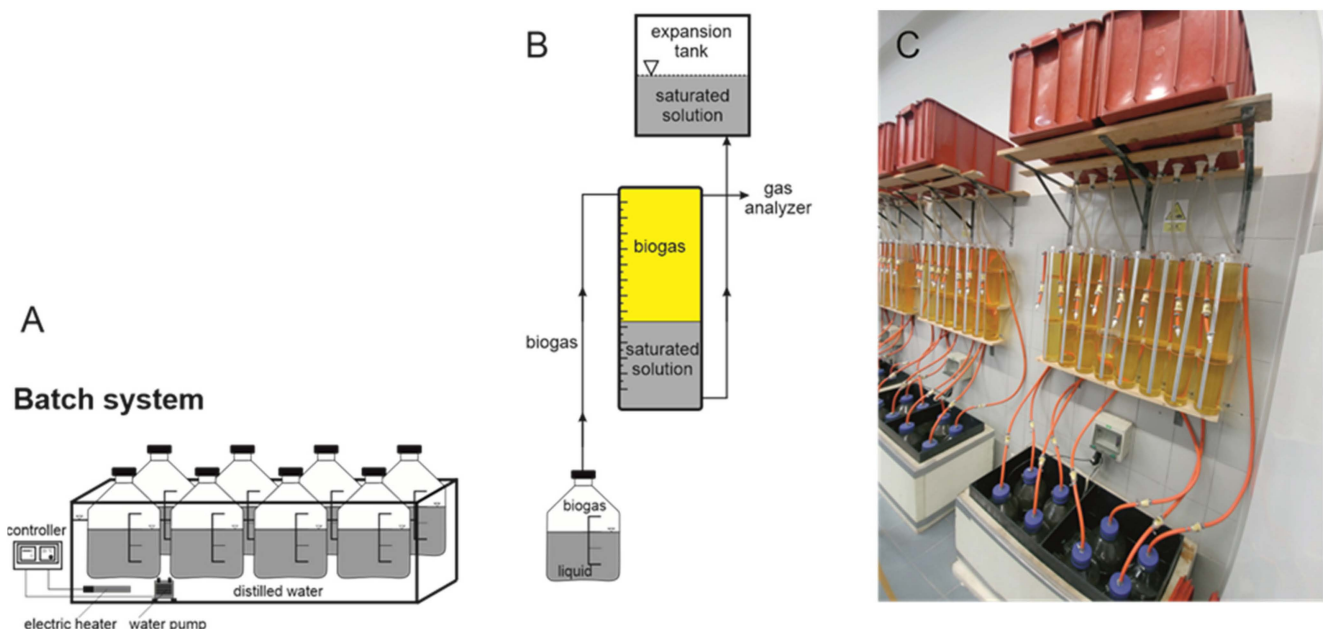 A
Batch system
controller
electric heater
water pump
distilled water
B
expansion
tank
saturated
solution
gas
analyzer
biogas
saturated
solution
biogas
biogas
liquid
C